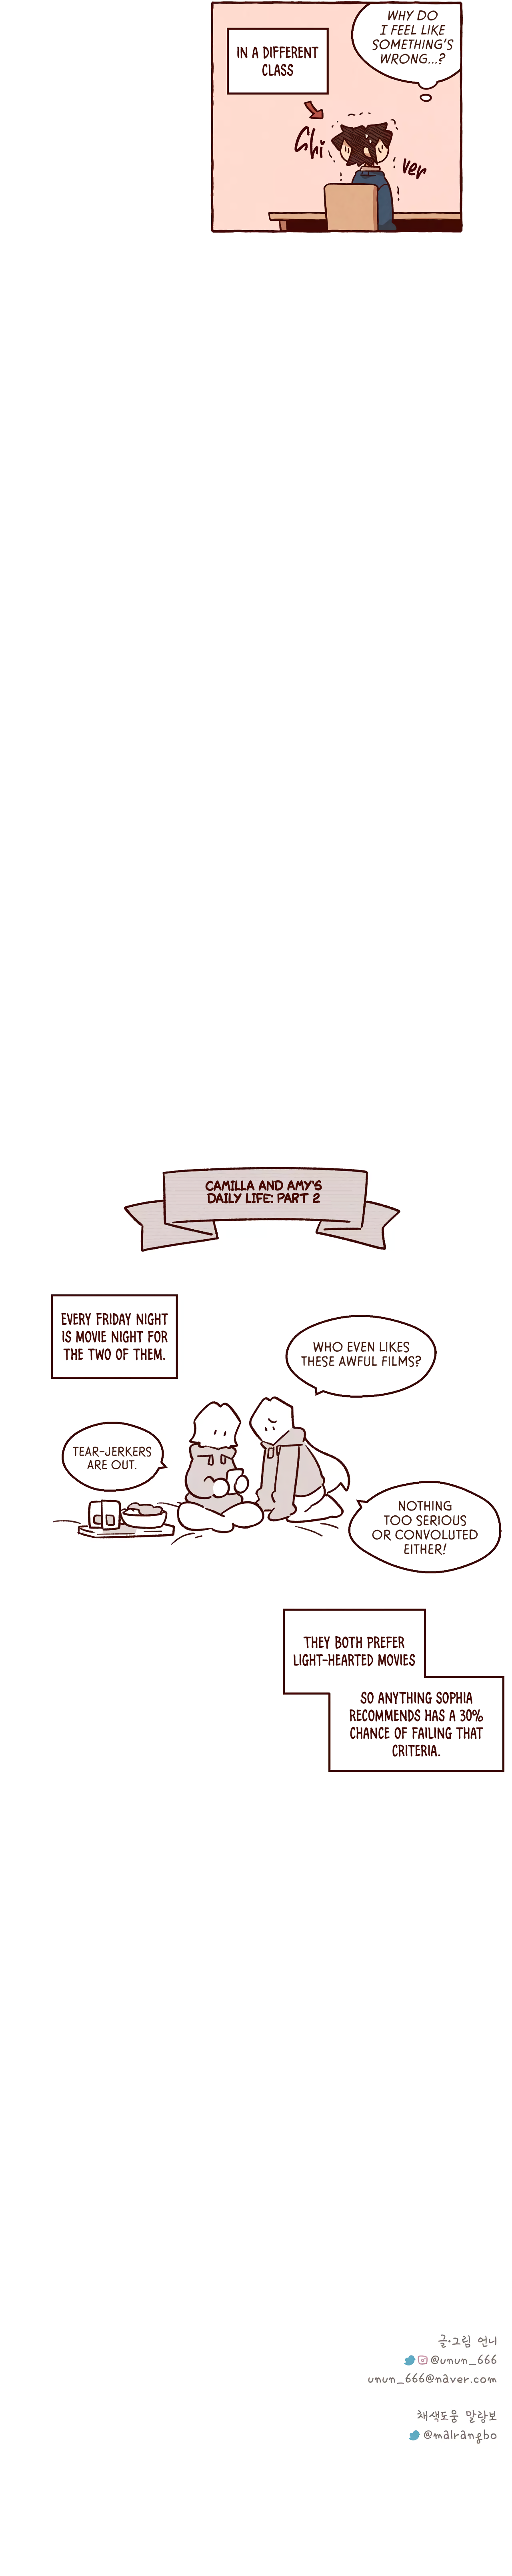 WHY DO
I FEEL LIKE
SOMETHING'S
WRONG...?
IN A DIFFERENT
CLASS
Shi
ver
CAMILLA AND AMY'S
DAILY LIFE: PART 2
EVERY FRIDAY NIGHT
IS MOVIE NIGHT FOR
THE TWO OF THEM.
WHO EVEN LIKES
THESE AWFUL FILMS?
TEAR-JERKERS
ARE OUT.
NOTHING
TOO SERIOUS
OR CONVOLUTED
EITHER!
THEY BOTH PREFER
LIGHT-HEARTED MOVIES
SO ANYTHING SOPHIA
RECOMMENDS HAS A 30%
CHANCE OF FAILING THAT
CRITERIA.
글·그림 언니
@unun_666
unun_666@naver.com
채색도움 말랑보
@malrangbo